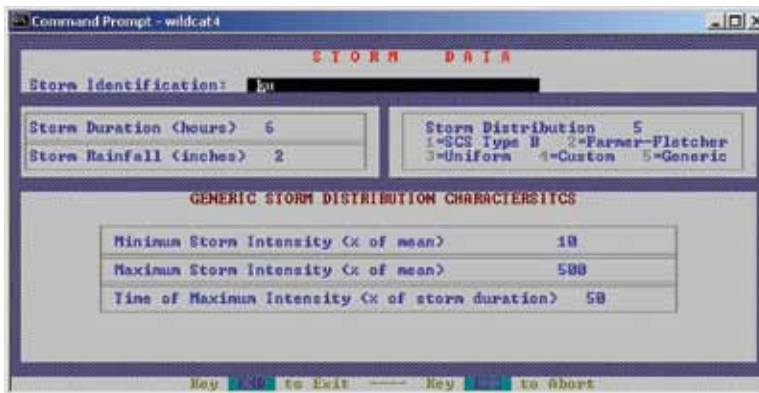 Command Prompt - wildcat4
STORM DATA
Storm Identification:
Storm Duration (hours) 6
Storm Rainfall (inches) 2
Storm Distribution 5
1=SCS Type B 2=Farmer-Fletcher
3=Uniform 4=Custom 5=Generic
GENERIC STORM DISTRIBUTION CHARACTERSITCS
Minimum Storm Intensity (% of mean) 10
Maximum Storm Intensity (% of mean) 500
Time of Maximum Intensity (% of storm duration) 50
Key END to Exit ---- Key ESC to Abort